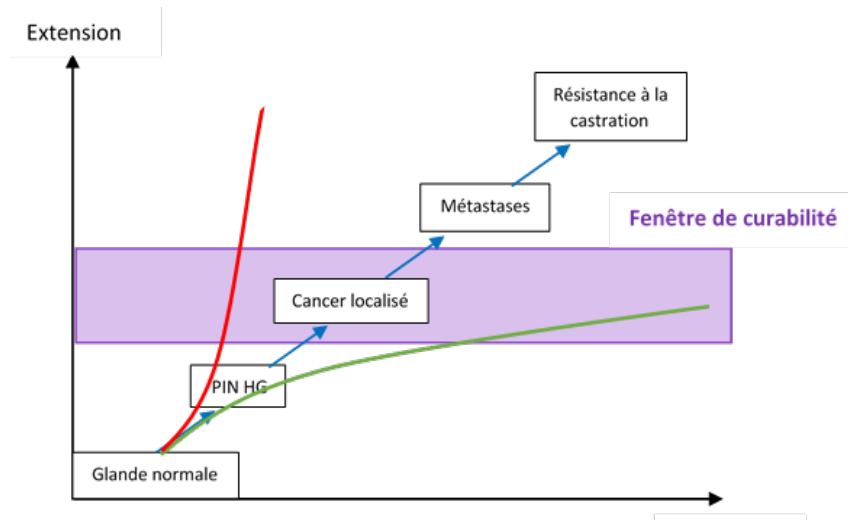 Extension
Résistance à la
castration
Métastases
Fenêtre de curabilité
Cancer localisé
PIN HG
Glande normale